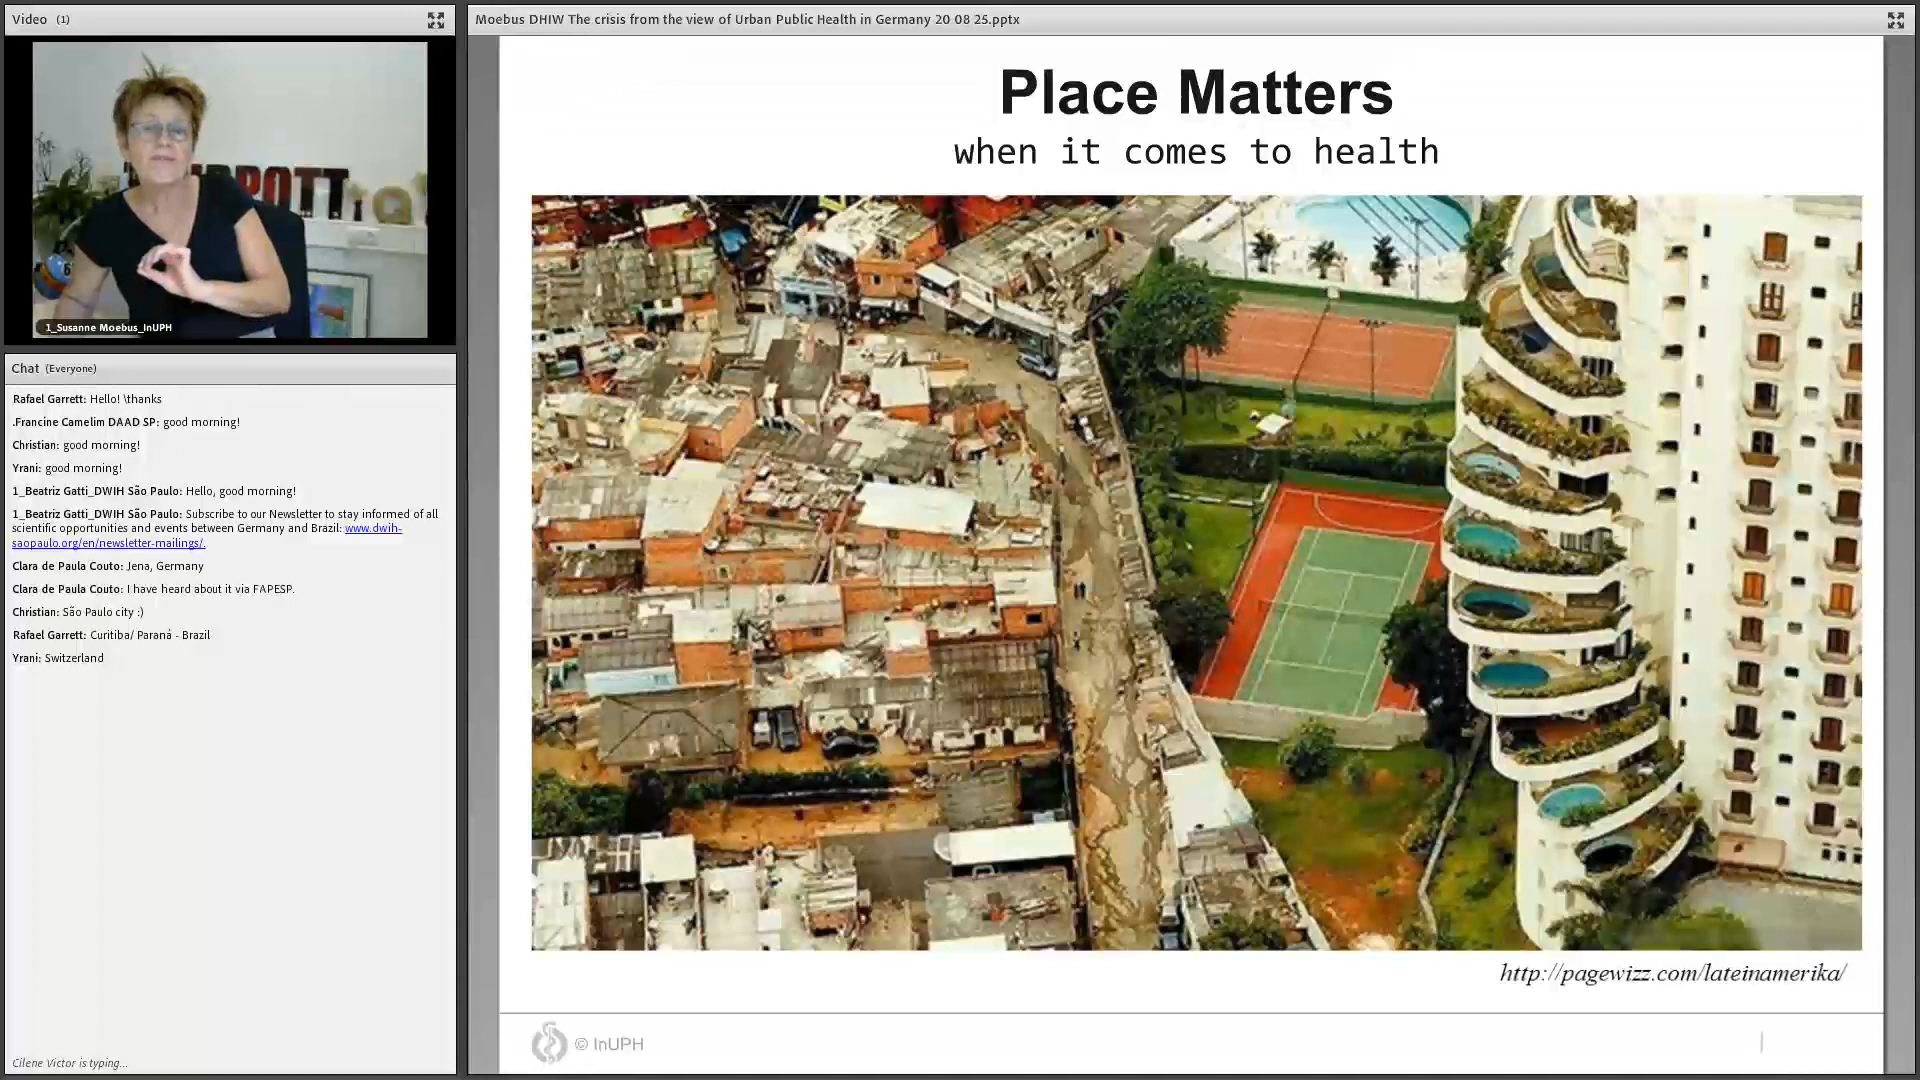 Video (1)
1_Susanne Moebus_InUPH
Chat (Everyone)
Rafael Garrett: Hello! \thanks
.Francine Camelim DAAD SP: good morning!
Christian: good morning!
Yrani: good morning!
1_Beatriz Gatti_DWIH São Paulo: Hello, good morning!
1_Beatriz Gatti_DWIH São Paulo: Subscribe to our Newsletter to stay informed of all
scientific opportunities and events between Germany and Brazil: www.dwih-
saopaulo.org/en/newsletter-mailings/.
Clara de Paula Couto: Jena, Germany
Clara de Paula Couto: I have heard about it via FAPESP.
Christian: São Paulo city :)
Rafael Garrett: Curitiba/ Paraná - Brazil
Yrani: Switzerland
Cilene Victor is typing...
Moebus DHIW The crisis from the view of Urban Public Health in Germany 20 08 25.pptx
Place Matters
when it comes to health
http://pagewizz.com/lateinamerika/
© InUPH